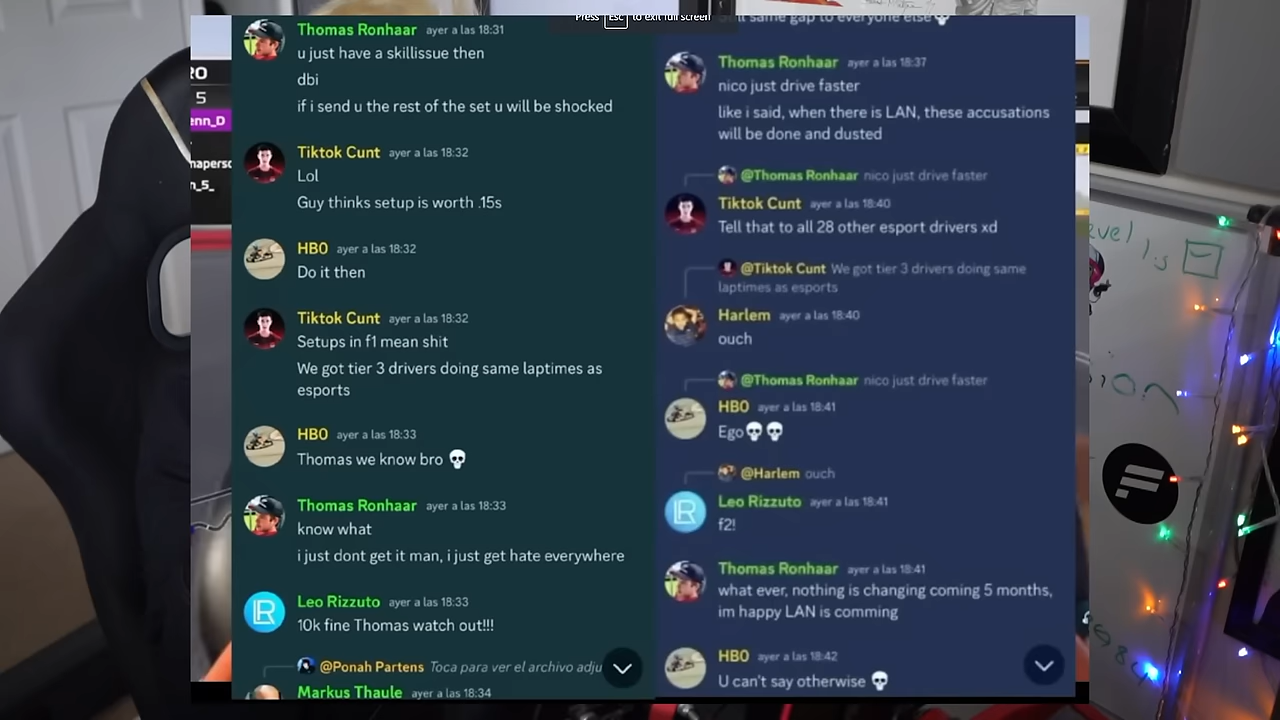 Press Esc to exit full screen
Thomas Ronhaar ayer a las 18:31
u just have a skillissue then
dbi
if i send u the rest of the set u will be shocked
Tiktok Cunt ayer a las 18:32
Lol
Guy thinks setup is worth .15s
HBO ayer a las 18:32
Do it then
Tiktok Cunt ayer a las 18:32
Setups in f1 mean shit
We got tier 3 drivers doing same laptimes as
esports
HBO ayer a las 18:33
Thomas we know bro 💀
Thomas Ronhaar ayer a las 18:33
know what
i just dont get it man, i just get hate everywhere
Leo Rizzuto ayer a las 18:33
LR
10k fine Thomas watch out!!!
@Ponah Partens Toca para ver el archivo adju
Markus Thaule ayer a las 18:34
same gap to everyone else💀
Thomas Ronhaar ayer a las 18:37
nico just drive faster
like i said, when there is LAN, these accusations
will be done and dusted
@Thomas Ronhaar nico just drive faster
Tiktok Cunt ayer a las 18:40
Tell that to all 28 other esport drivers xd
@Tiktok Cunt We got tier 3 drivers doing same
laptimes as esports
Harlem ayer a las 18:40
ouch
@Thomas Ronhaar nico just drive faster
HBO ayer a las 18:41
Ego💀💀
@Harlem ouch
Leo Rizzuto ayer a las 18:41
LR
f2!
Thomas Ronhaar ayer a las 18:41
what ever, nothing is changing coming 5 months,
im happy LAN is comming
HBO ayer a las 18:42
U can't say otherwise 💀
5
enn_D